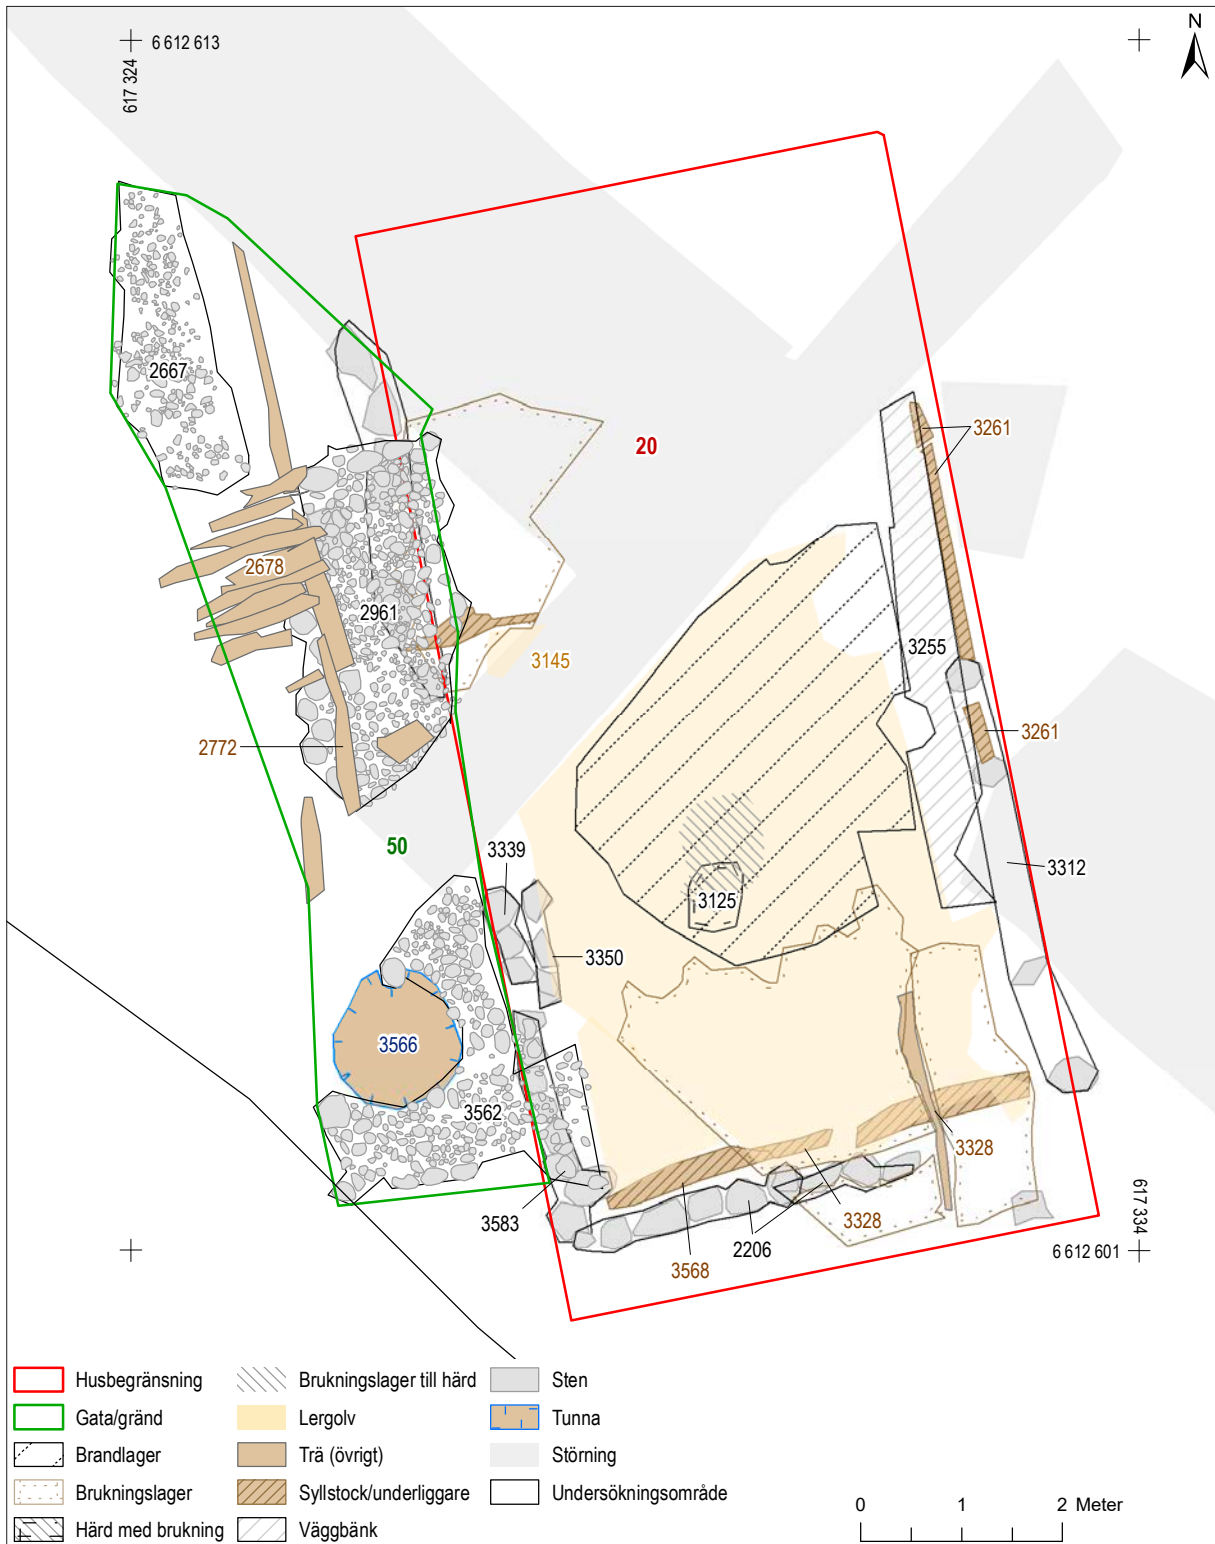 6 612 613
617 324
N
2667
20
3261
2678
2961
3145
3255
2772
3261
50
3339
3312
3125
3350
3566
3562
3328
3583
3328
2206
3568
617 334
6 612 601
Husbegränsning
Gata/gränd
Brandlager
Brukningslager
Härd med brukning
Brukningslager till härd
Lergolv
Trä (övrigt)
Syllstock/underliggare
Väggbänk
Sten
Tunna
Störning
Undersökningsområde
0 1 2 Meter